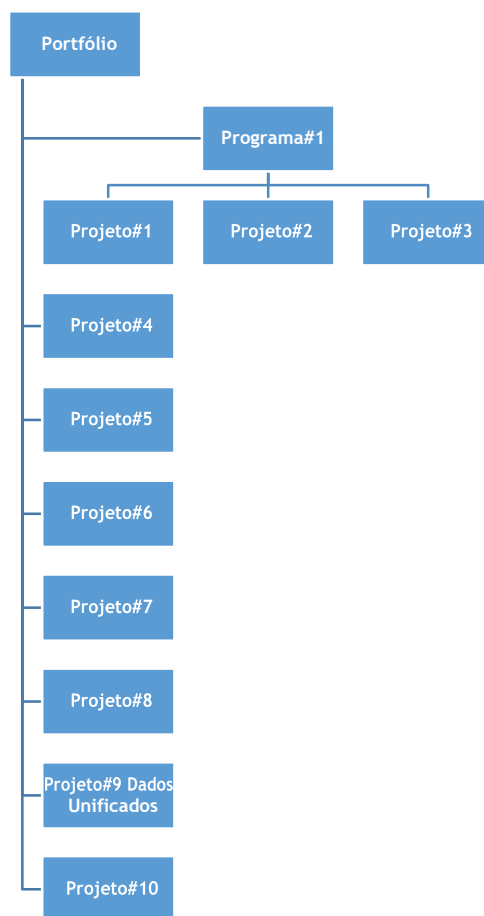 Portfólio
Programa#1
Projeto#1
Projeto#2
Projeto#3
Projeto#4
Projeto#5
Projeto#6
Projeto#7
Projeto#8
Projeto#9 Dados
Unificados
Projeto#10